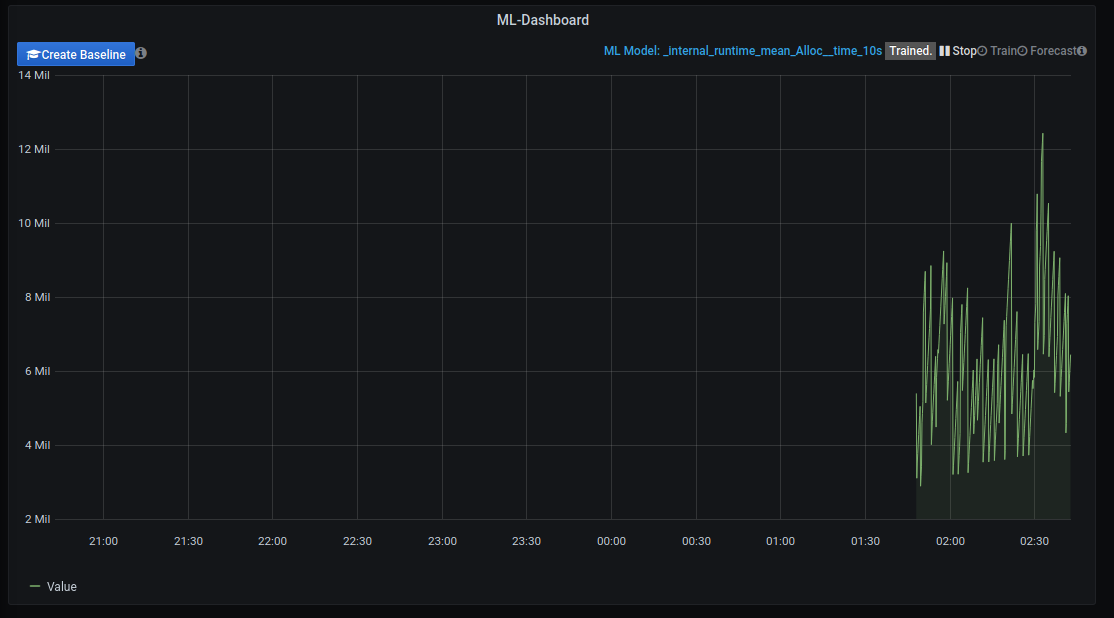 ML-Dashboard
Create Baseline
ML Model: _internal_runtime_mean_Alloc__time_10s Trained. Stop Train Forecast
14 Mil
12 Mil
10 Mil
8 Mil
6 Mil
4 Mil
2 Mil
21:00 21:30 22:00 22:30 23:00 23:30 00:00 00:30 01:00 01:30 02:00 02:30
Value